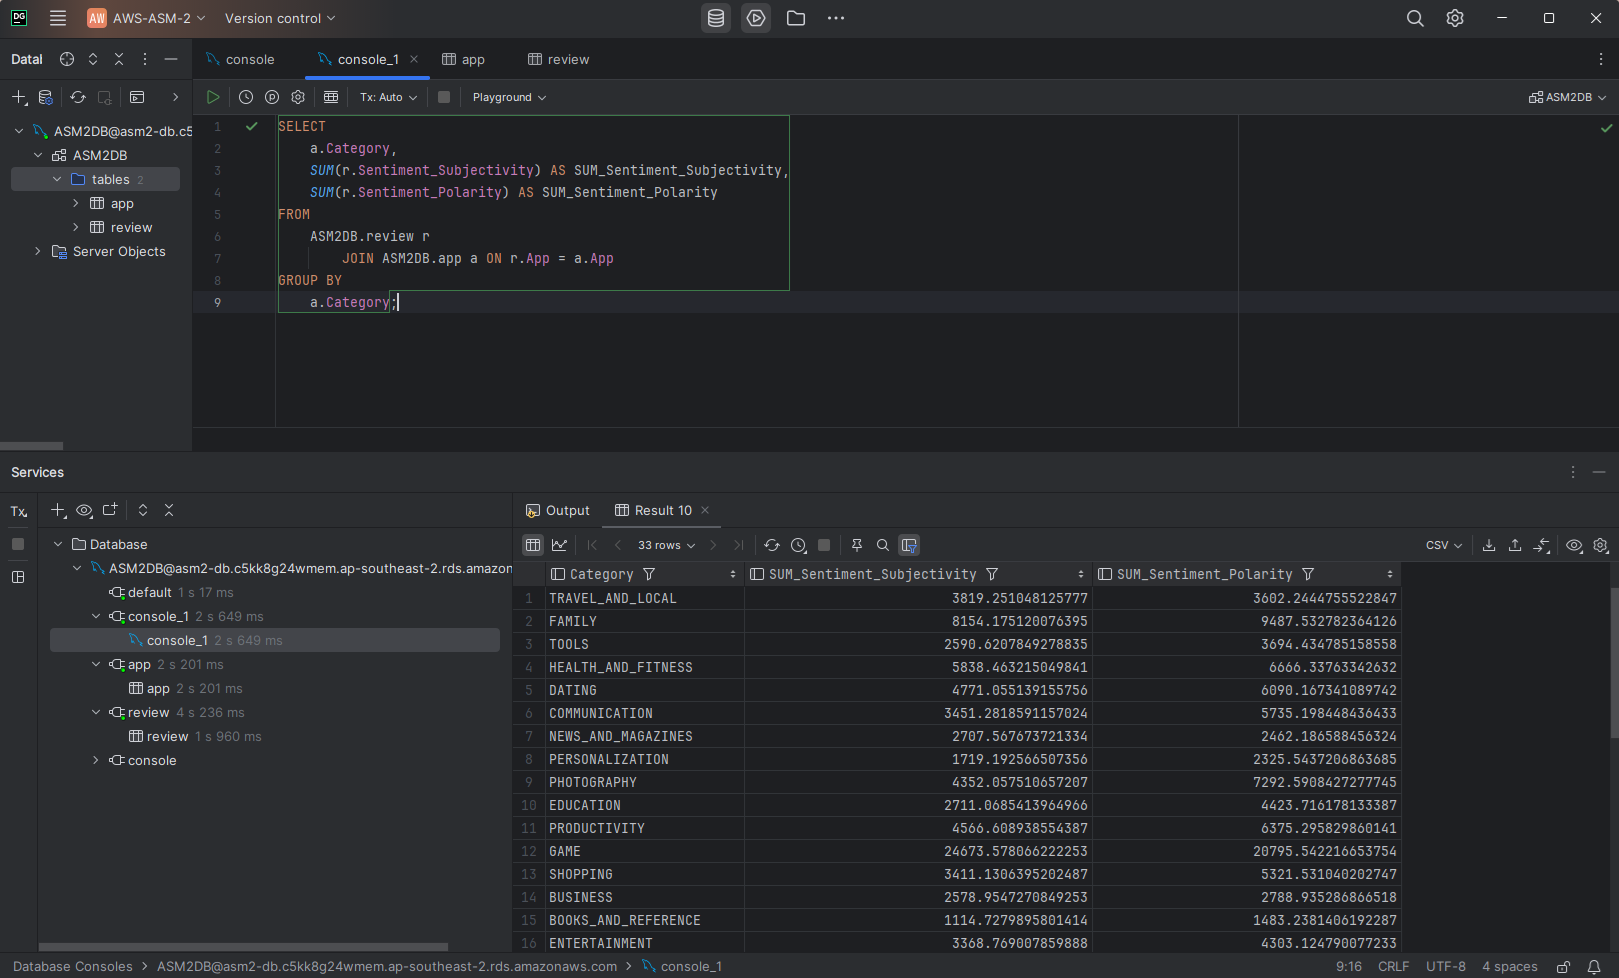 DG AW AWS-ASM-2 Version control
Datal console console_1 app review
Tx: Auto Playground ASM2DB
ASM2DB@asm2-db.c5
ASM2DB
tables 2
app
review
Server Objects
1 SELECT
2 a.Category,
3 SUM(r.Sentiment_Subjectivity) AS SUM_Sentiment_Subjectivity,
4 SUM(r.Sentiment_Polarity) AS SUM_Sentiment_Polarity
5 FROM
6 ASM2DB.review r
7 JOIN ASM2DB.app a ON r.App = a.App
8 GROUP BY
9 a.Category;
Services
Tx
Database
ASM2DB@asm2-db.c5kk8g24wmem.ap-southeast-2.rds.amazon
default 1 s 17 ms
console_1 2 s 649 ms
console_1 2 s 649 ms
app 2 s 201 ms
app 2 s 201 ms
review 4 s 236 ms
review 1 s 960 ms
console
Output Result 10
33 rows CSV
Category SUM_Sentiment_Subjectivity SUM_Sentiment_Polarity
1 TRAVEL_AND_LOCAL 3819.251048125777 3602.2444755522847
2 FAMILY 8154.175120076395 9487.532782364126
3 TOOLS 2590.6207849278835 3694.434785158558
4 HEALTH_AND_FITNESS 5838.463215049841 6666.33763342632
5 DATING 4771.055139155756 6090.167341089742
6 COMMUNICATION 3451.2818591157024 5735.198448436433
7 NEWS_AND_MAGAZINES 2707.567673721334 2462.186588456324
8 PERSONALIZATION 1719.192566507356 2325.5437206863685
9 PHOTOGRAPHY 4352.057510657207 7292.5908427277745
10 EDUCATION 2711.0685413964966 4423.716178133387
11 PRODUCTIVITY 4566.608938554387 6375.295829860141
12 GAME 24673.578066222253 20795.542216653754
13 SHOPPING 3411.1306395202487 5321.531040202747
14 BUSINESS 2578.9547270849253 2788.935286866518
15 BOOKS_AND_REFERENCE 1114.7279895801414 1483.2381406192287
16 ENTERTAINMENT 3368.769007859888 4303.124790077233
Database Consoles > ASM2DB@asm2-db.c5kk8g24wmem.ap-southeast-2.rds.amazonaws.com > console_1 9:16 CRLF UTF-8 4 spaces